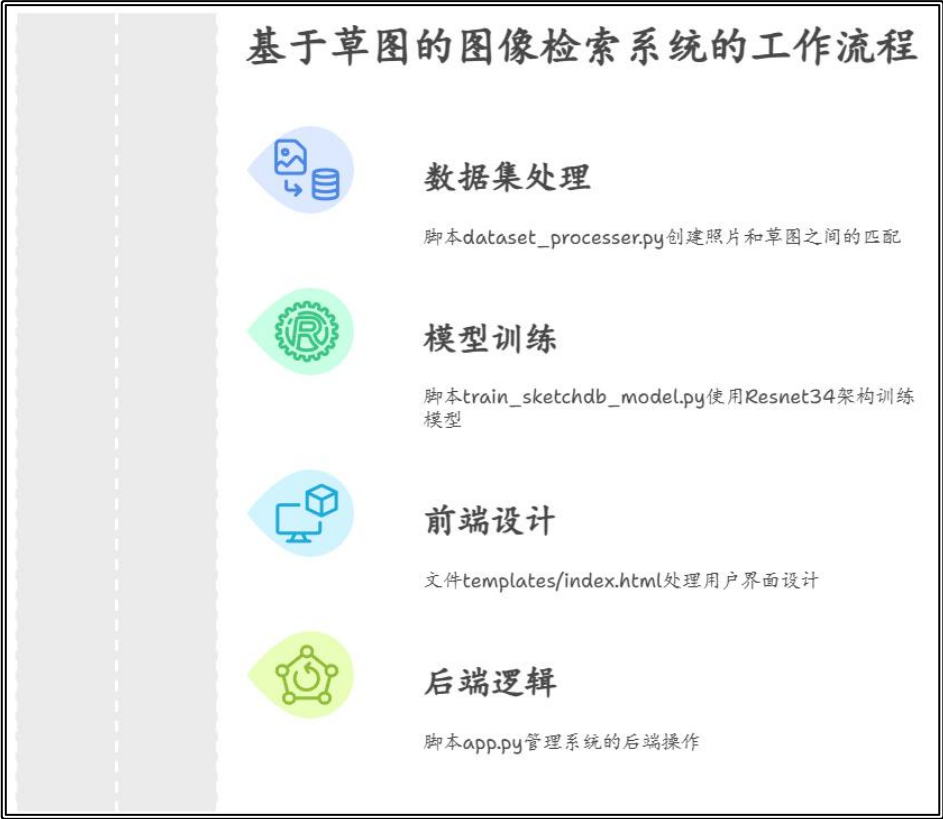 基于草图的图像检索系统的工作流程
数据集处理
脚本dataset_processer.py创建照片和草图之间的匹配
模型训练
脚本train_sketchdb_model.py使用Resnet34架构训练
模型
前端设计
文件templates/index.html处理用户界面设计
后端逻辑
脚本app.py管理系统的后端操作